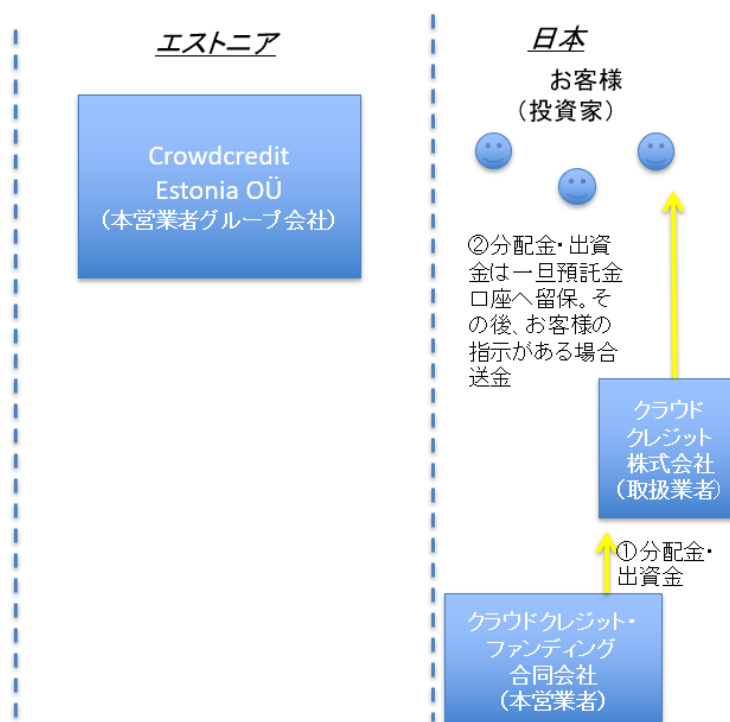 エストニア
Crowdcredit
Estonia OÜ
(本営業者グループ会社)
日本
お客様
(投資家)
②分配金・出資
金は一旦預託金
口座へ留保。そ
の後、お客様の
指示がある場合
送金
クラウド
クレジット
株式会社
(取扱業者)
①分配金・
出資金
クラウドクレジット・
ファンディング
合同会社
(本営業者)